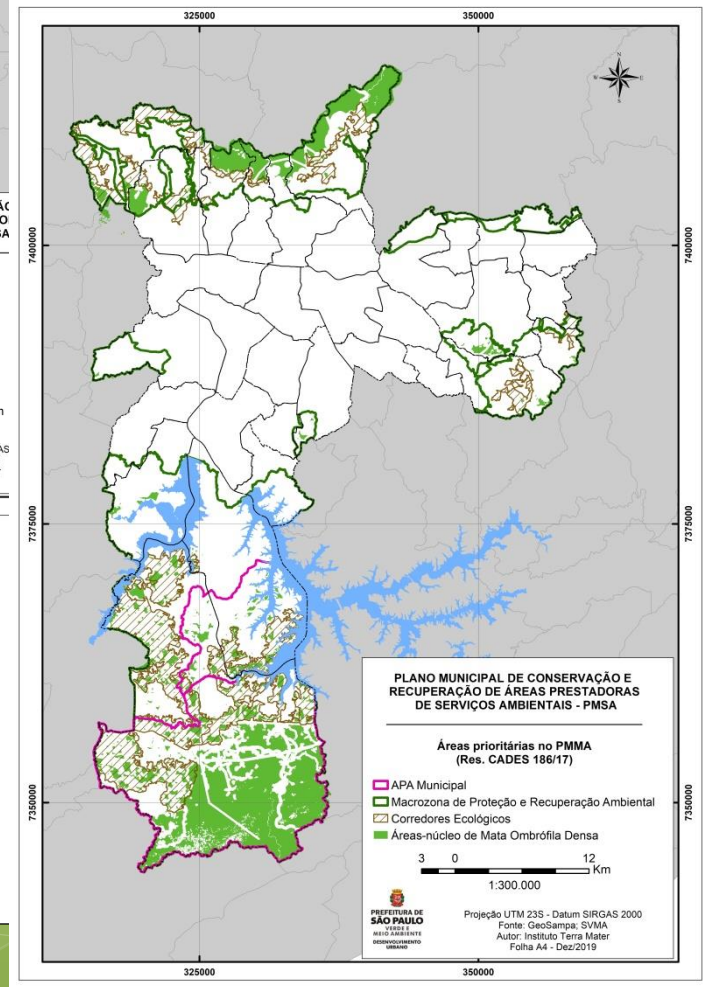 325000
350000
N
W
E
S
7400000
7400000
7375000
7375000
7350000
7350000
PLANO MUNICIPAL DE CONSERVAÇÃO E
RECUPERAÇÃO DE ÁREAS PRESTADORAS
DE SERVIÇOS AMBIENTAIS - PMSA
Áreas prioritárias no PMMA
(Res. CADES 186/17)
APA Municipal
Macrozona de Proteção e Recuperação Ambiental
Corredores Ecológicos
Áreas-núcleo de Mata Ombrófila Densa
3 0 12
Km
1:300.000
PREFEITURA DE
SÃO PAULO
VERDE E
MEIO AMBIENTE
DESENVOLVIMENTO
URBANO
Projeção UTM 23S - Datum SIRGAS 2000
Fonte: GeoSampa; SVMA
Autor: Instituto Terra Mater
Folha A4 - Dez/2019
325000
350000